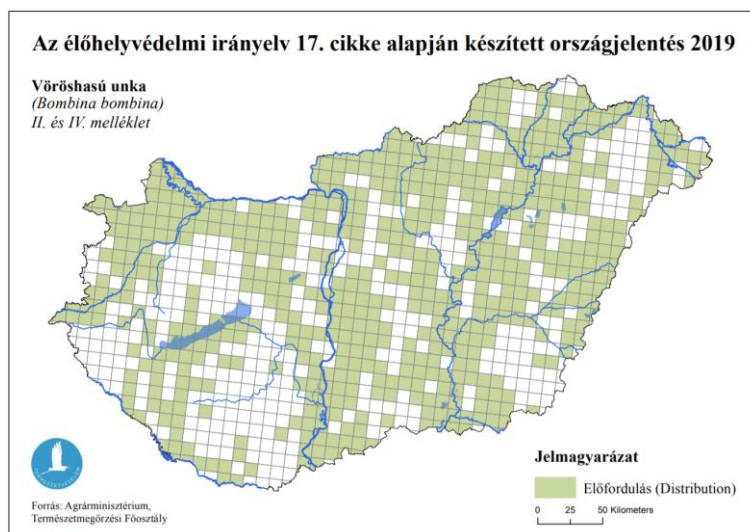 Az élőhelyvédelmi irányelv 17. cikke alapján készített országjelentés 2019
Vöröshasú unka
(Bombina bombina)
II. és IV. melléklet
Jelmagyarázat
Előfordulás (Distribution)
0 25 50 Kilometers
TERMÉSZETVÉDELEM
Forrás: Agrárminisztérium,
Természetmegőrzési Főosztály